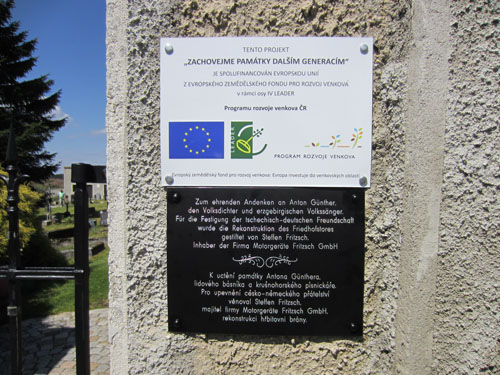 TENTO PROJEKT
„ZACHOVEJME PAMÁTKY DALŠÍM GENERACÍM“
JE SPOLUFINANCOVÁN EVROPSKOU UNIÍ
Z EVROPSKÉHO ZEMĚDĚLSKÉHO FONDU PRO ROZVOJ VENKOVA
v rámci osy IV LEADER
Programu rozvoje venkova ČR
LEADER
PROGRAM ROZVOJE VENKOVA
Evropský zemědělský fond pro rozvoj venkova: Evropa investuje do venkovských oblastí
Zum ehrenden Andenken an Anton Günther,
den Volksdichter und erzgebirgischen Volkssänger.
Für die Festigung der tschechisch-deutschen Freundschaft
wurde die Rekonstruktion des Friedhofstores
gestiftet von Steffen Fritzsch,
Inhaber der Firma Motorgeräte Fritzsch GmbH
K uctění památky Antona Günthera,
lidového básníka a krušnohorského písničkáře.
Pro upevnění česko-německého přátelství
věnoval Steffen Fritzsch,
majitel firmy Motorgeräte Fritzsch GmbH,
rekonstrukci hřbitovní brány.